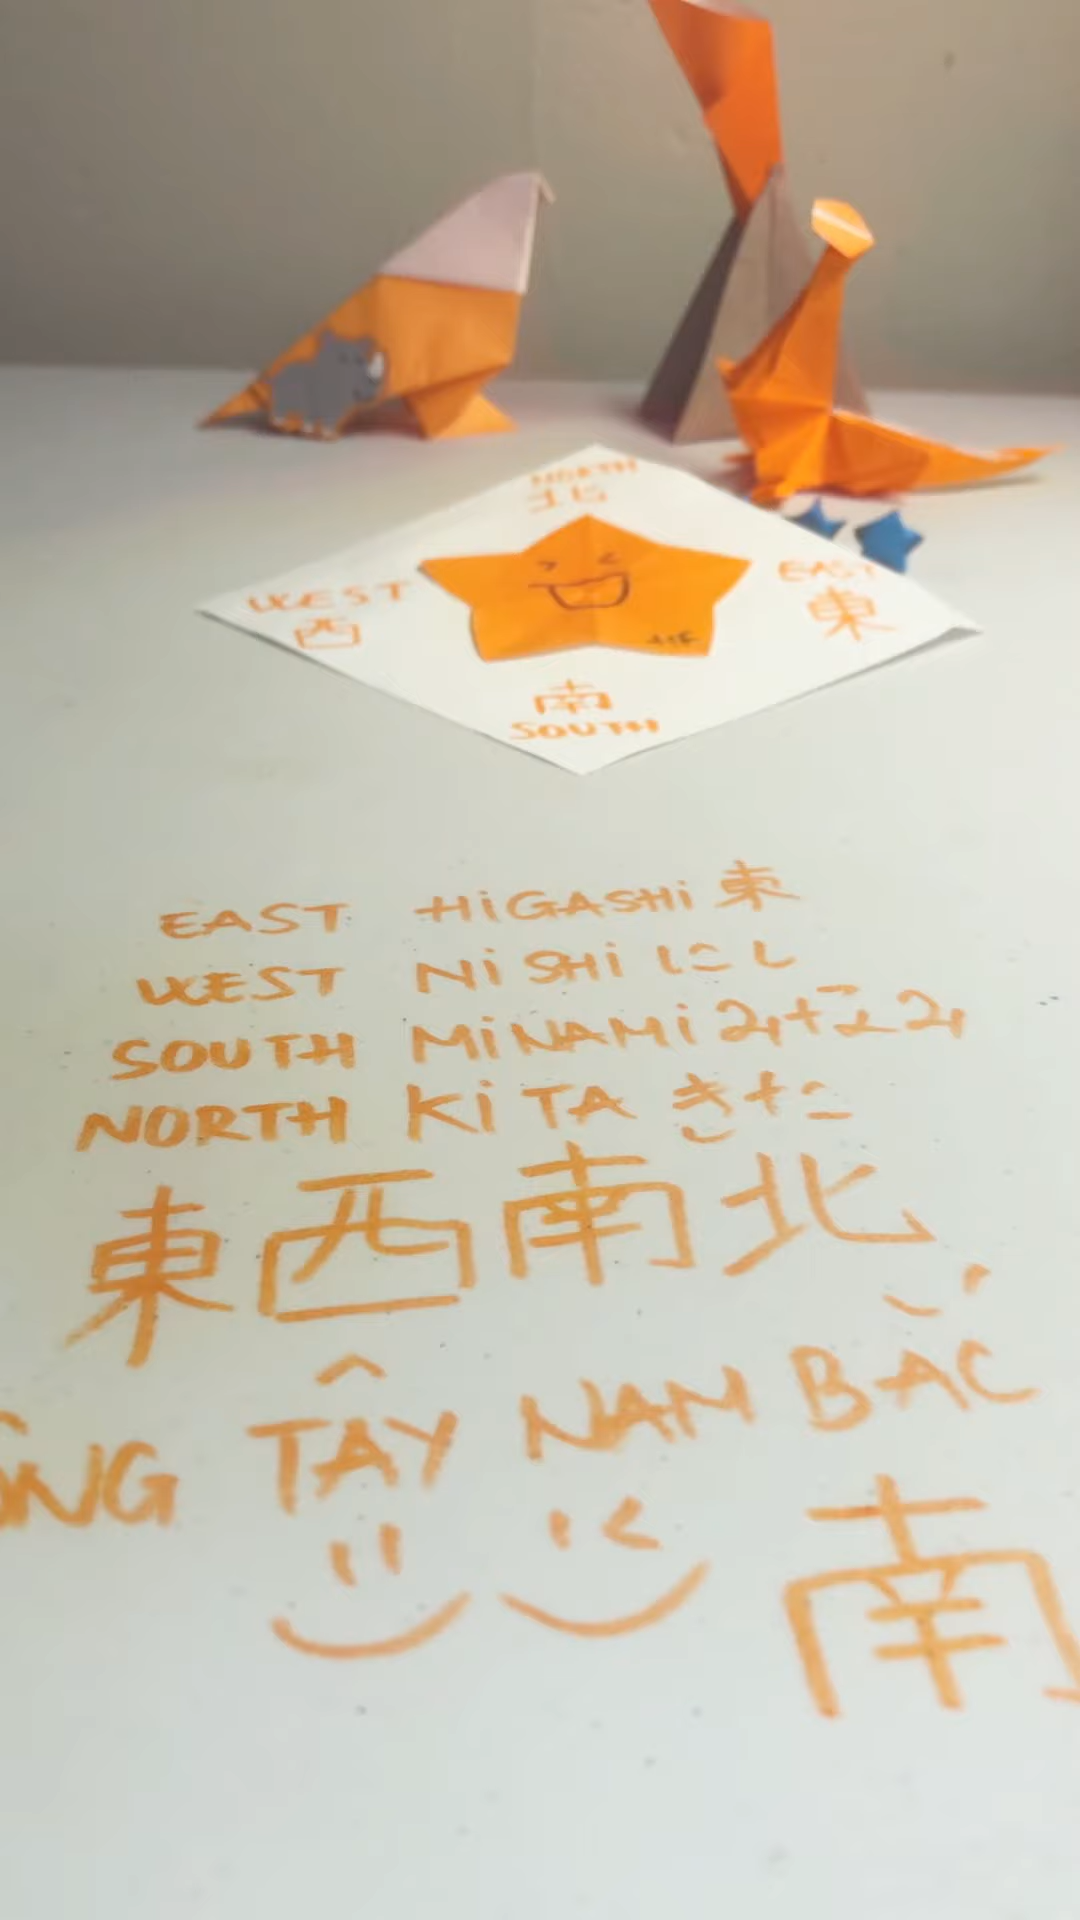 NORTH
北
WEST
西
EAST
東
南
SOUTH
EAST HiGASHi 東
WEST NiSHi にし
SOUTH MiNAMi みなみ
NORTH KiTA きた
東西南北
ÔNG TÂY NAM BẮC
南